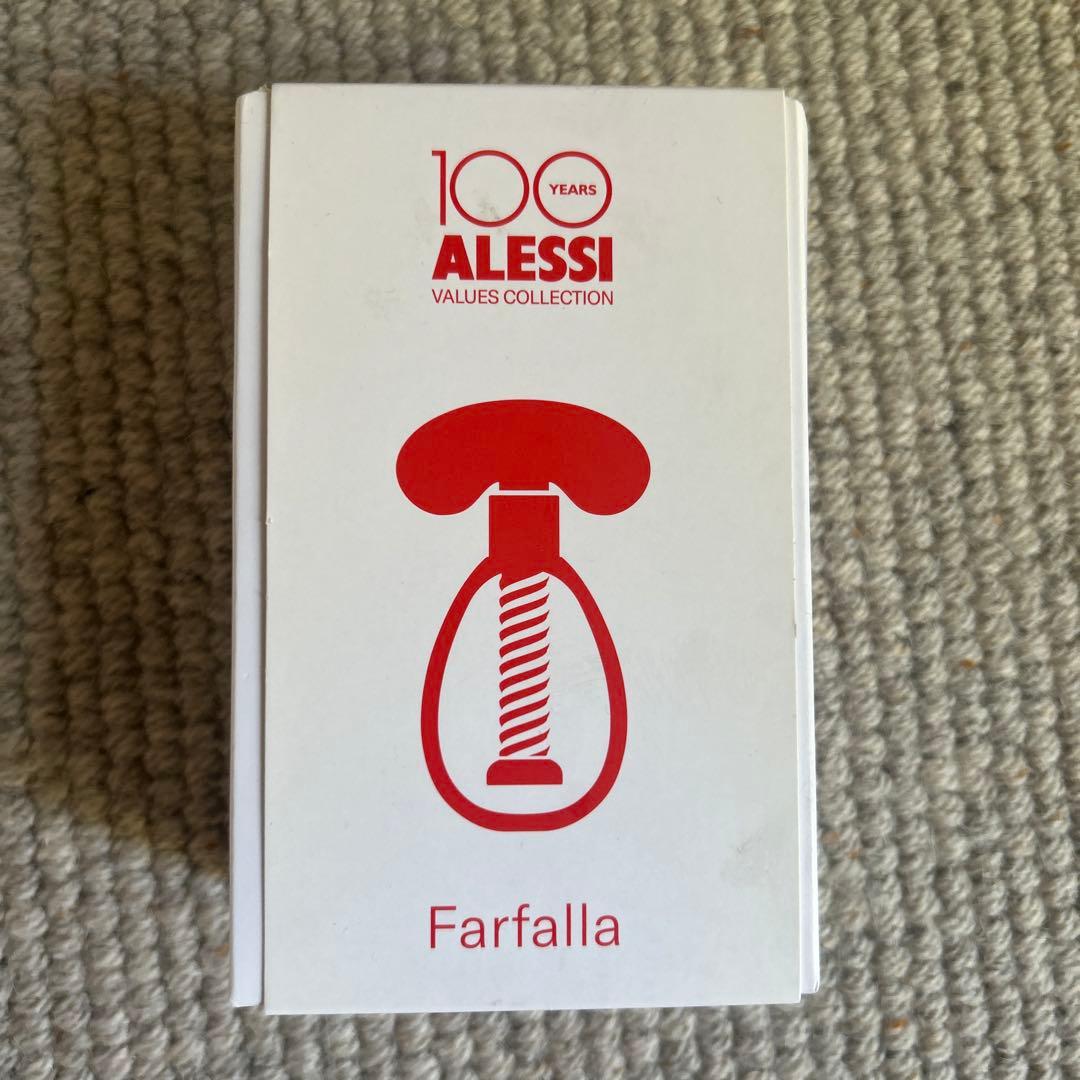 100 YEARS
ALESSI
VALUES COLLECTION
Farfalla